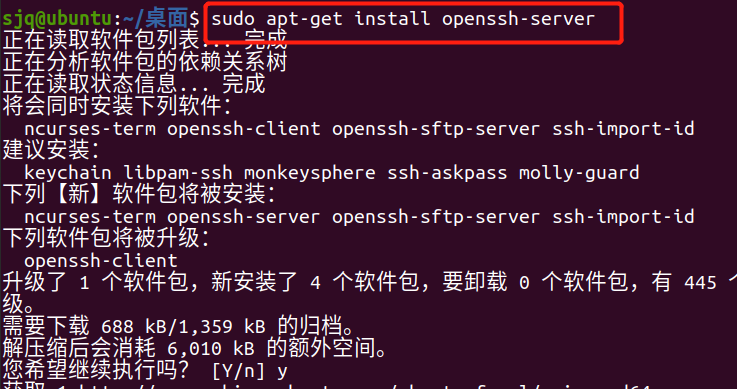 sjq@ubuntu:~/桌面$ sudo apt-get install openssh-server
正在读取软件包列表... 完成
正在分析软件包的依赖关系树
正在读取状态信息... 完成
将会同时安装下列软件：
ncurses-term openssh-client openssh-sftp-server ssh-import-id
建议安装：
keychain libpam-ssh monkeysphere ssh-askpass molly-guard
下列【新】软件包将被安装：
ncurses-term openssh-server openssh-sftp-server ssh-import-id
下列软件包将被升级：
openssh-client
升级了 1 个软件包，新安装了 4 个软件包，要卸载 0 个软件包，有 445 个
级。
需要下载 688 kB/1,359 kB 的归档。
解压缩后会消耗 6,010 kB 的额外空间。
您希望继续执行吗？ [Y/n] y